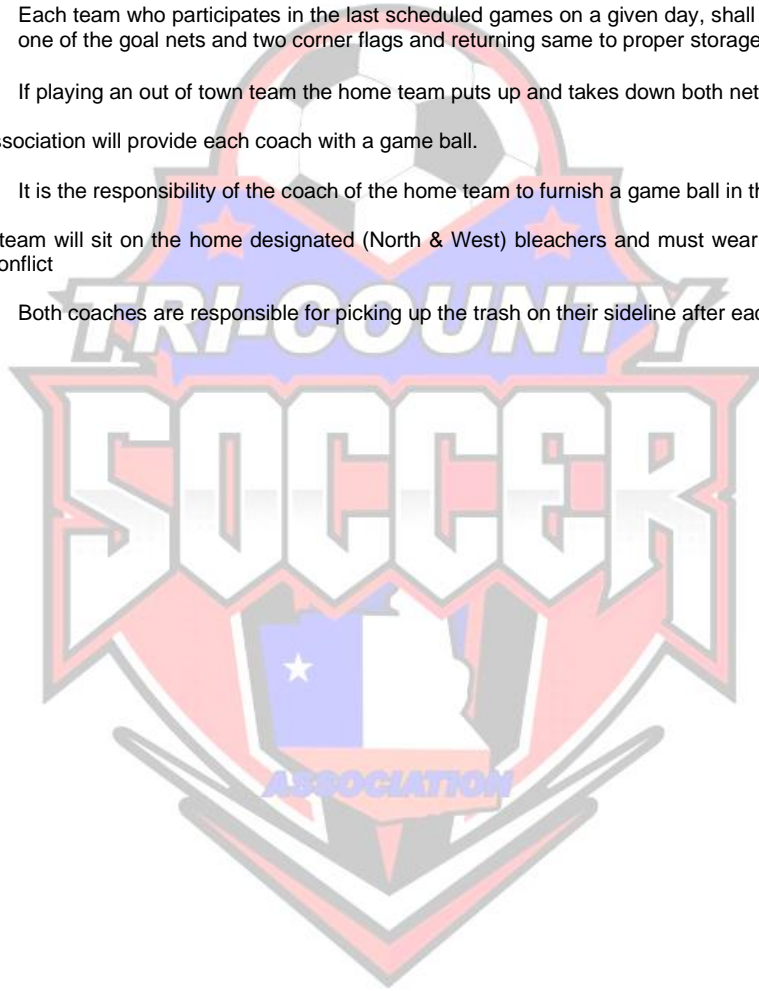 Each team who participates in the last scheduled games on a given day, shall
one of the goal nets and two corner flags and returning same to proper storage
If playing an out of town team the home team puts up and takes down both net
ssociation will provide each coach with a game ball.
It is the responsibility of the coach of the home team to furnish a game ball in th
team will sit on the home designated (North & West) bleachers and must wear
onflict
Both coaches are responsible for picking up the trash on their sideline after eac
TRI-COUNTY
SOCCER
ASSOCIATION